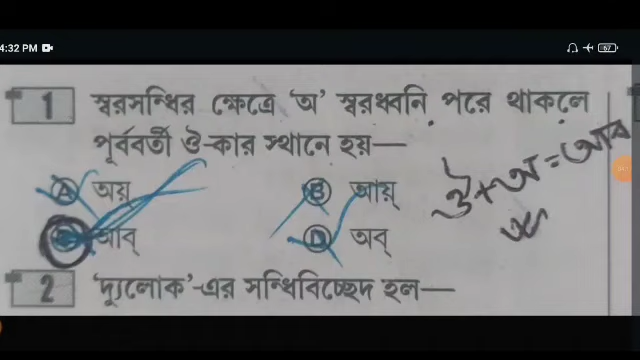 4:32 PM
67
1 স্বরসন্ধির ক্ষেত্রে 'অ' স্বরধ্বনি পরে থাকলে
পূর্ববর্তী ঔ-কার স্থানে হয়—
A অয়্ B আয়্
আব্ D অব্
ঔ+অ=আব
2 'দ্যুলোক'-এর সন্ধিবিচ্ছেদ হল—